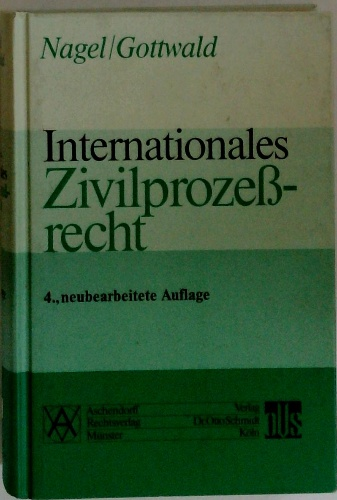 Nagel/Gottwald
Internationales
Zivilprozeß-
recht
4., neubearbeitete Auflage
Aschendorff
Rechtsverlag
Münster
Verlag
Dr. Otto Schmidt
Köln